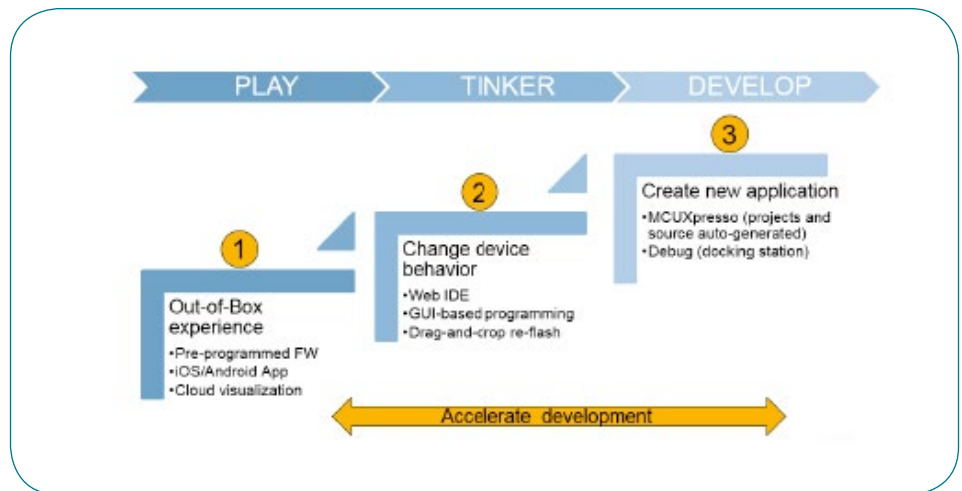 PLAY
TINKER
DEVELOP
1
Out-of-Box
experience
•Pre-programmed FW
•iOS/Android App
•Cloud visualization
2
Change device
behavior
•Web IDE
•GUI-based programming
•Drag-and-crop re-flash
3
Create new application
•MCUXpresso (projects and
source auto-generated)
•Debug (docking station)
Accelerate development